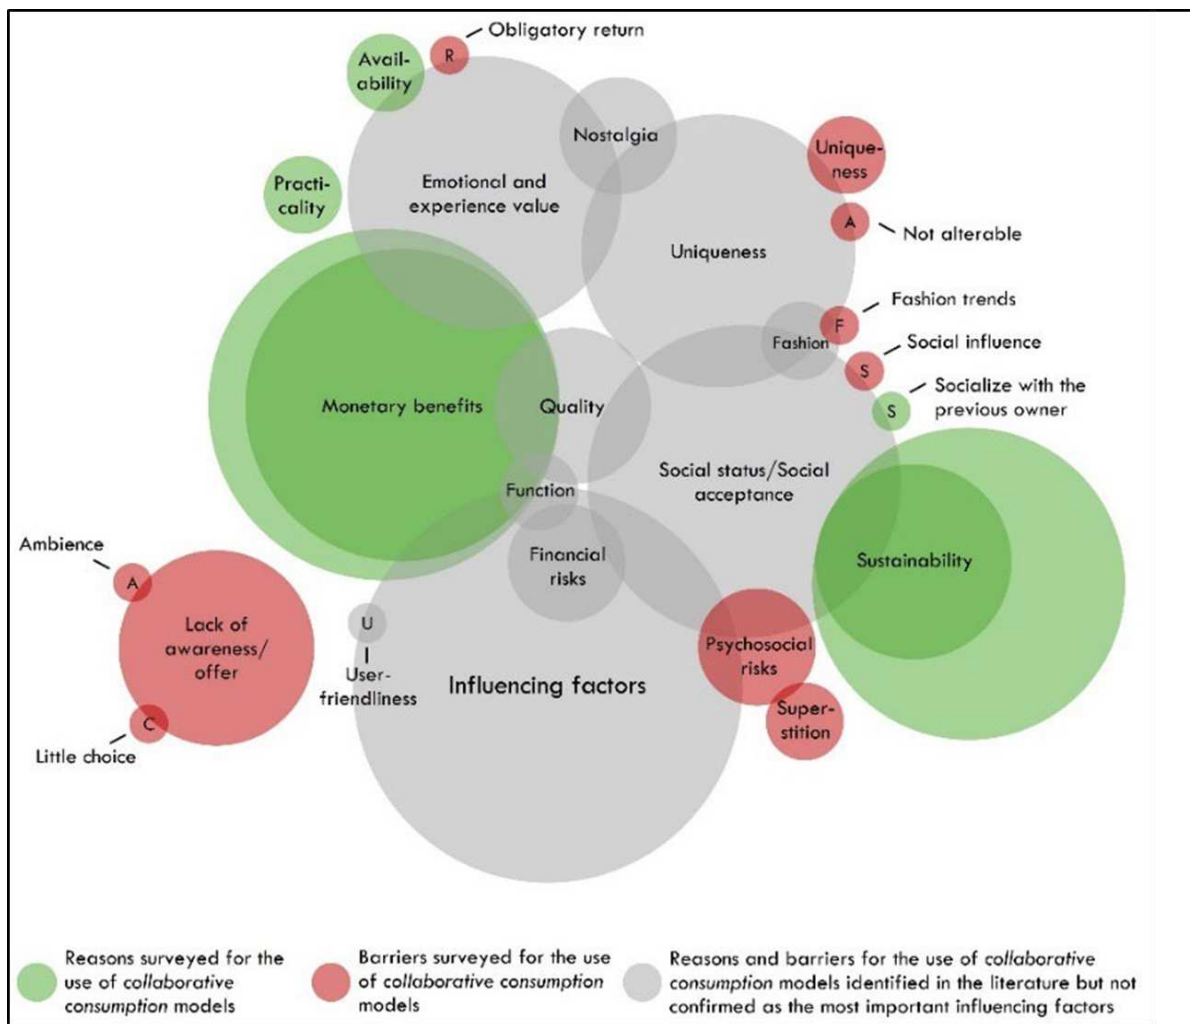 Obligatory return
Avail-
ability
R
Nostalgia
Unique-
ness
Practi-
cality
Emotional and
experience value
A
Not alterable
Uniqueness
Fashion trends
F
Fashion
Social influence
S
Socialize with the
previous owner
S
Monetary benefits
Quality
Social status/Social
acceptance
Function
Ambience
A
Financial
risks
Sustainability
Lack of
awareness/
offer
U
User-
friendliness
Influencing factors
Psychosocial
risks
Super-
stition
C
Little choice
Reasons surveyed for the
use of collaborative
consumption models
Barriers surveyed for the use
of collaborative consumption
models
Reasons and barriers for the use of collaborative
consumption models identified in the literature but not
confirmed as the most important influencing factors